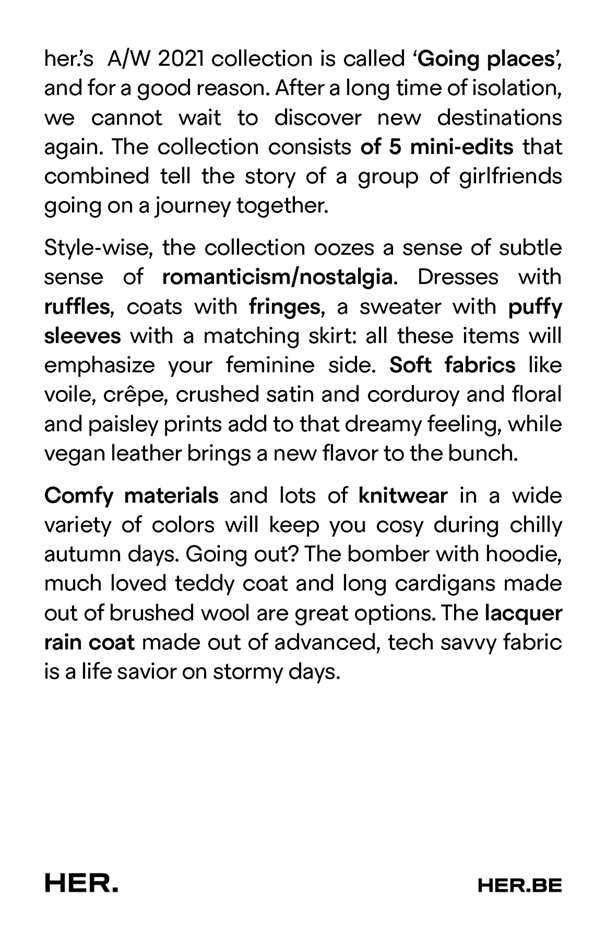 her.'s A/W 2021 collection is called ‘Going places’,
and for a good reason. After a long time of isolation,
we cannot wait to discover new destinations
again. The collection consists of 5 mini-edits that
combined tell the story of a group of girlfriends
going on a journey together.
Style-wise, the collection oozes a sense of subtle
sense of romanticism/nostalgia. Dresses with
ruffles, coats with fringes, a sweater with puffy
sleeves with a matching skirt: all these items will
emphasize your feminine side. Soft fabrics like
voile, crêpe, crushed satin and corduroy and floral
and paisley prints add to that dreamy feeling, while
vegan leather brings a new flavor to the bunch.
Comfy materials and lots of knitwear in a wide
variety of colors will keep you cosy during chilly
autumn days. Going out? The bomber with hoodie,
much loved teddy coat and long cardigans made
out of brushed wool are great options. The lacquer
rain coat made out of advanced, tech savvy fabric
is a life savior on stormy days.
HER.
HER.BE